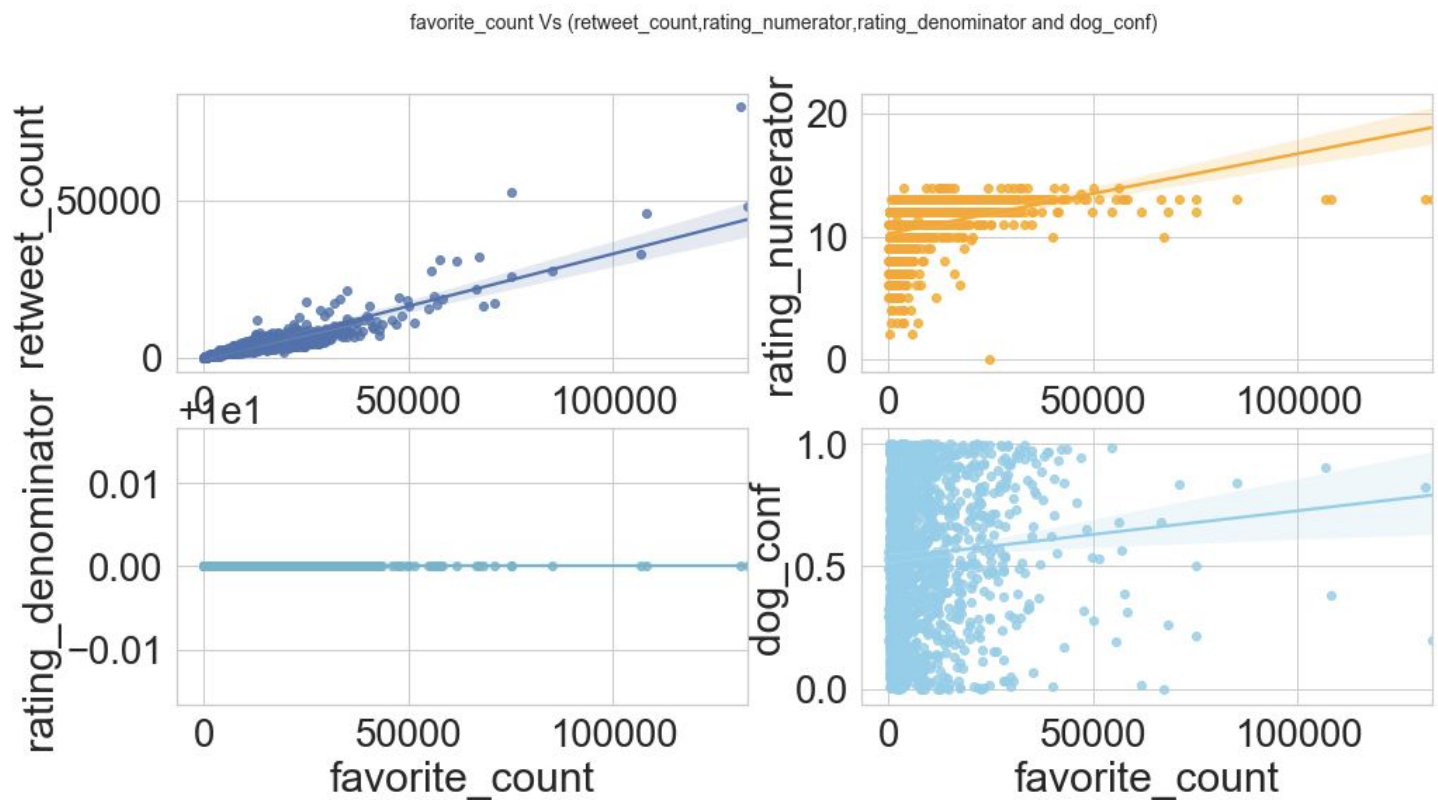 favorite_count Vs (retweet_count,rating_numerator,rating_denominator and dog_conf)
retweet_count
50000
0
0
50000
100000
rating_numerator
20
10
0
0
50000
100000
+1e1
rating_denominator
0.01
0.00
−0.01
0
50000
100000
favorite_count
dog_conf
1.0
0.5
0.0
0
50000
100000
favorite_count